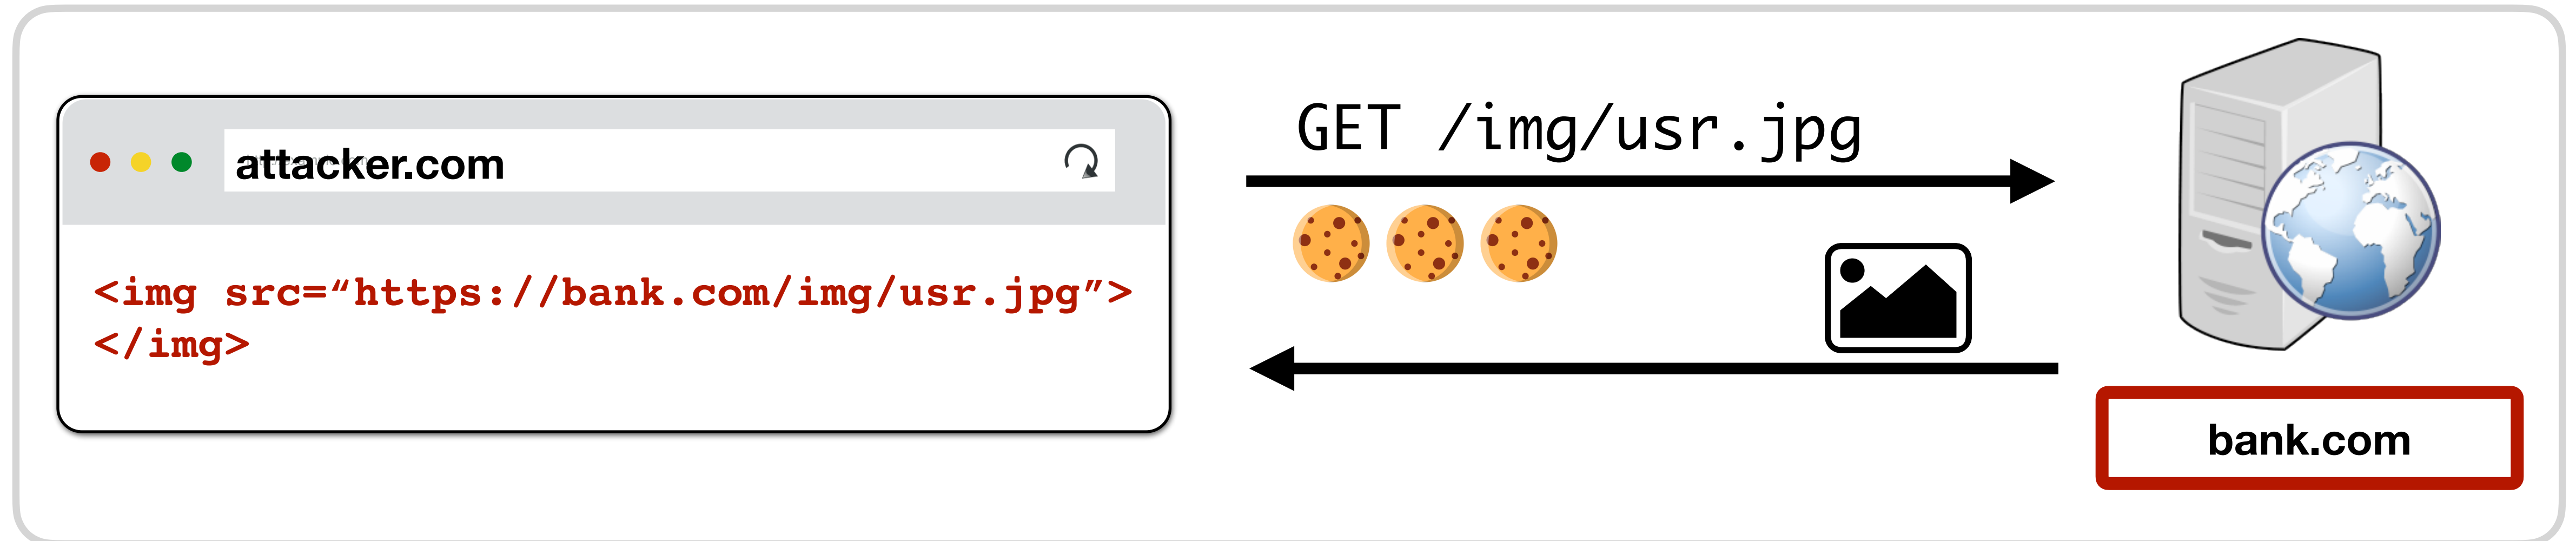 attacker.com
<img src=“https://bank.com/img/usr.jpg”>
</img>
GET /img/usr.jpg
bank.com